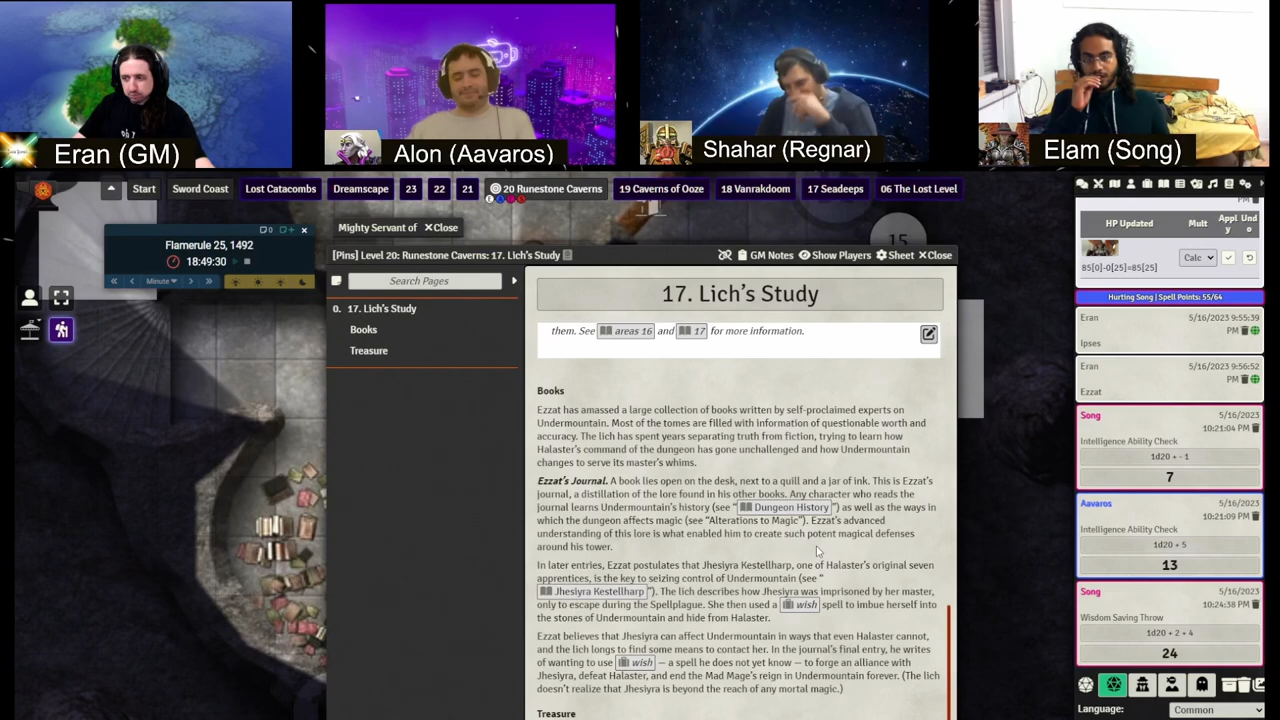 Eran (GM)
Alon (Aavaros)
Shahar (Regnar)
Elam (Song)
Start
Sword Coast
Lost Catacombs
Dreamscape
23
22
21
20 Runestone Caverns
19 Caverns of Ooze
18 Vanrakdoom
17 Seadeeps
06 The Lost Level
Mighty Servant of
Close
15
0
Flamerule 25, 1492
18:49:30
Minute
[Pins] Level 20: Runestone Caverns: 17. Lich's Study
GM Notes
Show Players
Sheet
Close
Search Pages
0. 17. Lich's Study
Books
Treasure
17. Lich's Study
them. See areas 16 and 17 for more information.
Books
Ezzat has amassed a large collection of books written by self-proclaimed experts on
Undermountain. Most of the tomes are filled with information of questionable worth and
accuracy. The lich has spent years separating truth from fiction, trying to learn how
Halaster's command of the dungeon has gone unchallenged and how Undermountain
changes to serve its master's whims.
Ezzat's Journal. A book lies open on the desk, next to a quill and a jar of ink. This is Ezzat's
journal, a distillation of the lore found in his other books. Any character who reads the
journal learns Undermountain's history (see " Dungeon History ") as well as the ways in
which the dungeon affects magic (see "Alterations to Magic"). Ezzat's advanced
understanding of this lore is what enabled him to create such potent magical defenses
around his tower.
In later entries, Ezzat postulates that Jhesiyra Kestellharp, one of Halaster's original seven
apprentices, is the key to seizing control of Undermountain (see "
Jhesiyra Kestellharp "). The lich describes how Jhesiyra was imprisoned by her master,
only to escape during the Spellplague. She then used a wish spell to imbue herself into
the stones of Undermountain and hide from Halaster.
Ezzat believes that Jhesiyra can affect Undermountain in ways that even Halaster cannot,
and the lich longs to find some means to contact her. In the journal's final entry, he writes
of wanting to use wish — a spell he does not yet know — to forge an alliance with
Jhesiyra, defeat Halaster, and end the Mad Mage's reign in Undermountain forever. (The lich
doesn't realize that Jhesiyra is beyond the reach of any mortal magic.)
Treasure
PM
HP Updated
Mult
Appl
y
Und
o
Calc
85[0]-0[25]=85[25]
Hurting Song | Spell Points: 55/64
Eran
5/16/2023
9:55:39
PM
Ipses
Eran
5/16/2023
9:56:52
PM
Ezzat
Song
5/16/2023
10:21:04 PM
Intelligence Ability Check
1d20 + - 1
7
Aavaros
5/16/2023
10:21:09 PM
Intelligence Ability Check
1d20 + 5
13
Song
5/16/2023
10:24:38 PM
Wisdom Saving Throw
1d20 + 2 + 4
24
Language:
Common